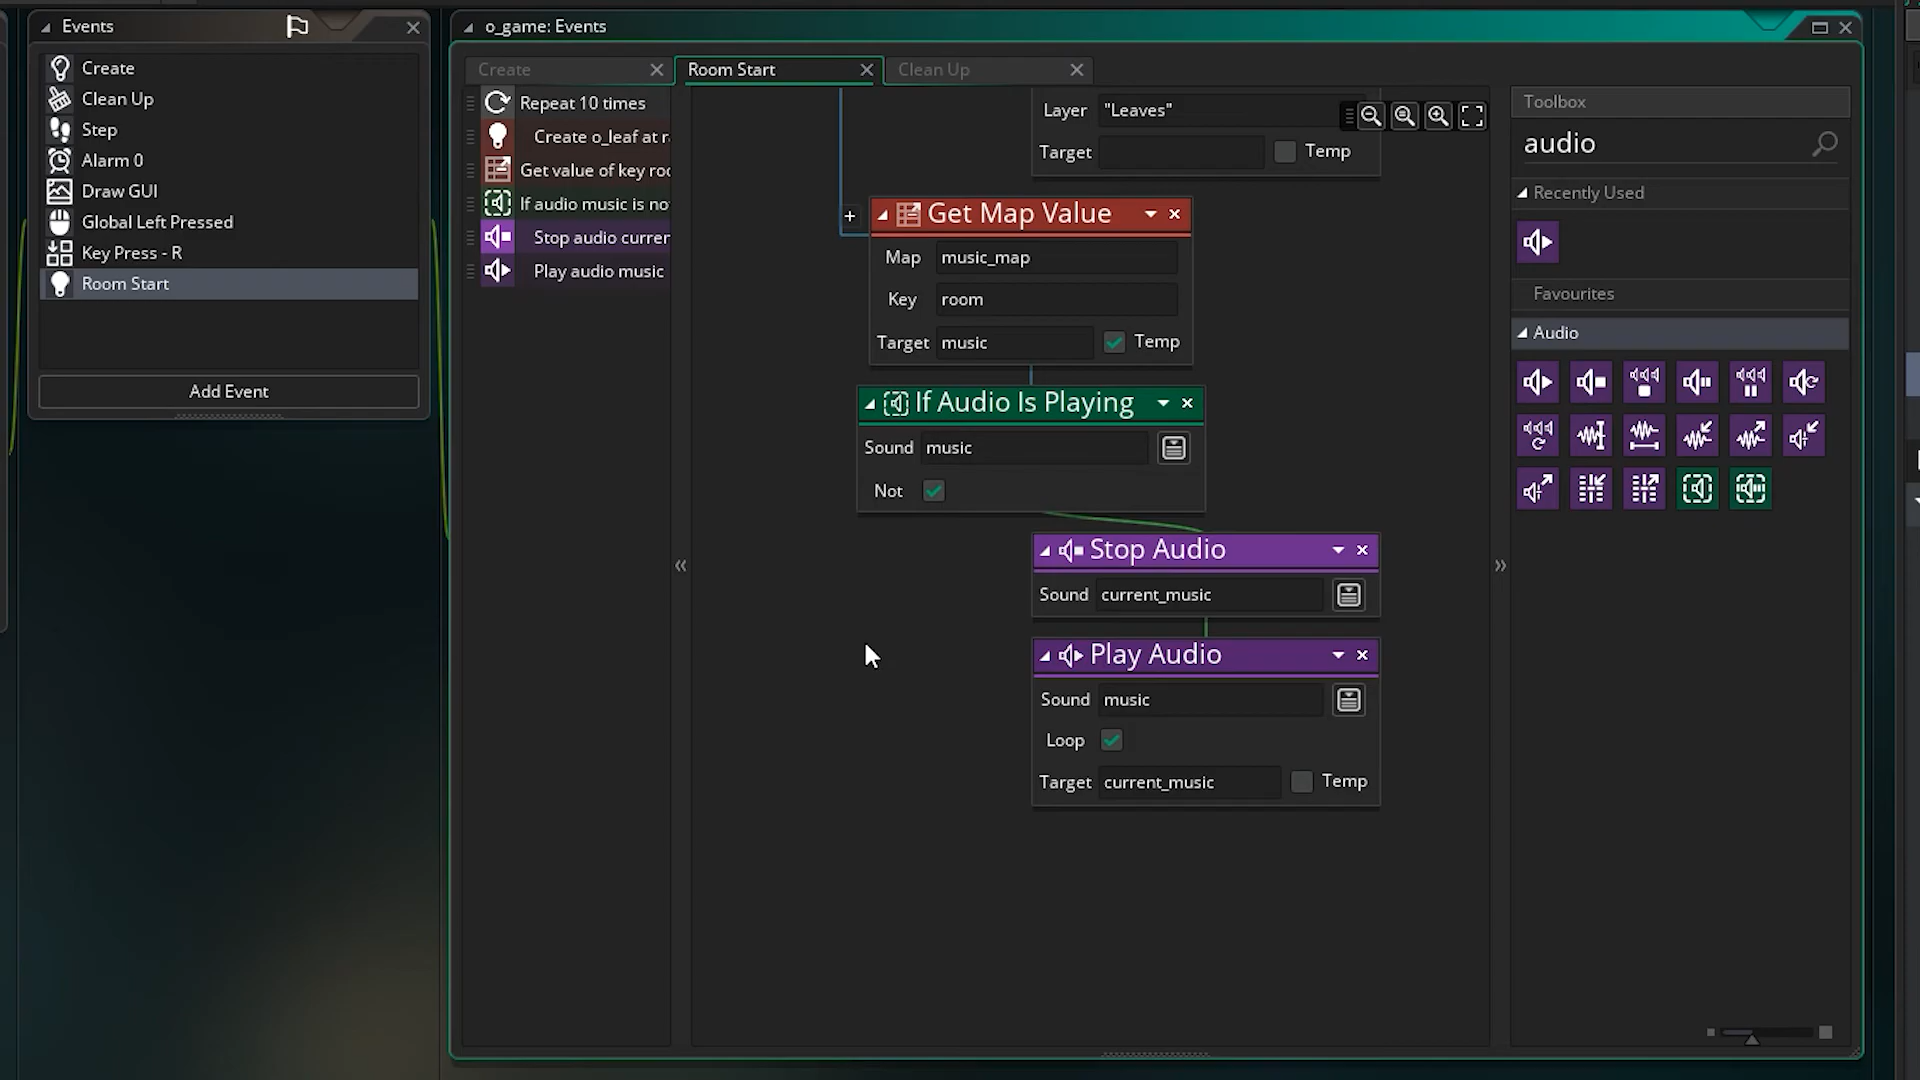 Events
Create
Clean Up
Step
Alarm 0
Draw GUI
Global Left Pressed
Key Press - R
Room Start
Add Event
o_game: Events
Create
Room Start
Clean Up
Repeat 10 times
Create o_leaf at r
Get value of key roo
If audio music is no
Stop audio curren
Play audio music
Layer "Leaves"
Target Temp
Get Map Value
Map music_map
Key room
Target music Temp
If Audio Is Playing
Sound music
Not
Stop Audio
Sound current_music
Play Audio
Sound music
Loop
Target current_music Temp
Toolbox
audio
Recently Used
Favourites
Audio